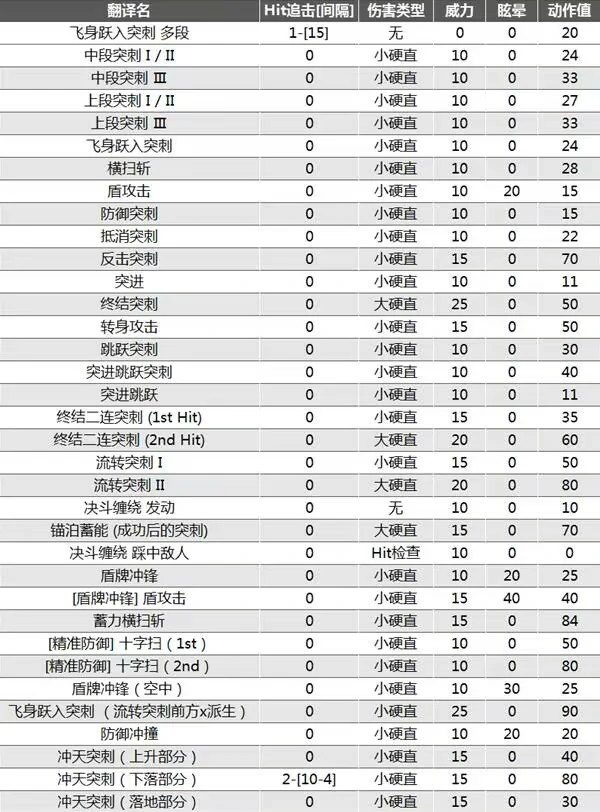 翻译名 Hit追击[间隔] 伤害类型 威力 眩晕 动作值
飞身跃入突刺 多段 1-[15] 无 0 0 20
中段突刺 I / II 0 小硬直 10 0 24
中段突刺 III 0 小硬直 10 0 33
上段突刺 I / II 0 小硬直 10 0 27
上段突刺 III 0 小硬直 10 0 33
飞身跃入突刺 0 小硬直 10 0 24
横扫斩 0 小硬直 10 0 28
盾攻击 0 小硬直 10 20 15
防御突刺 0 小硬直 10 0 15
抵消突刺 0 小硬直 10 0 22
反击突刺 0 小硬直 15 0 70
突进 0 小硬直 10 0 11
终结突刺 0 大硬直 25 0 50
转身攻击 0 小硬直 15 0 50
跳跃突刺 0 小硬直 10 0 30
突进跳跃突刺 0 小硬直 10 0 40
突进跳跃 0 小硬直 10 0 11
终结二连突刺 (1st Hit) 0 小硬直 15 0 35
终结二连突刺 (2nd Hit) 0 大硬直 20 0 60
流转突刺 I 0 小硬直 15 0 50
流转突刺 II 0 大硬直 20 0 80
决斗缠绕 发动 0 无 10 0 10
锚泊蓄能 (成功后的突刺) 0 大硬直 15 0 70
决斗缠绕 踩中敌人 0 Hit检查 10 0 0
盾牌冲锋 0 小硬直 10 20 25
[盾牌冲锋] 盾攻击 0 小硬直 15 40 40
蓄力横扫斩 0 小硬直 15 0 84
[精准防御] 十字扫（1st） 0 小硬直 10 0 50
[精准防御] 十字扫（2nd） 0 小硬直 10 0 80
盾牌冲锋（空中） 0 小硬直 10 30 25
飞身跃入突刺 （流转突刺前方x派生） 0 小硬直 25 0 90
防御冲撞 0 小硬直 10 20 20
冲天突刺（上升部分） 0 小硬直 15 0 40
冲天突刺（下落部分） 2-[10-4] 小硬直 15 0 80
冲天突刺（落地部分） 0 小硬直 15 0 30